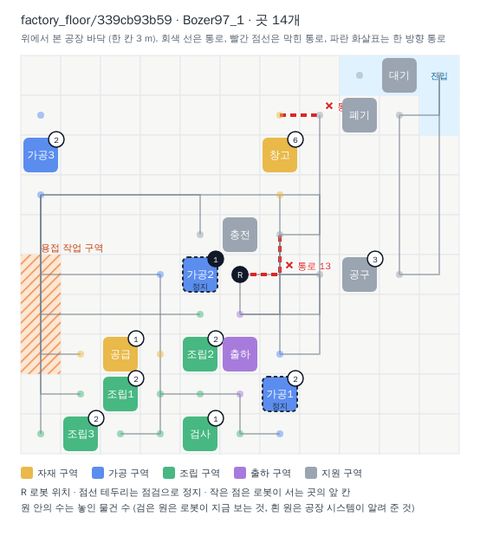 factory_floor/339cb93b59 · Bozer97_1 · 곳 14개
위에서 본 공장 바닥 (한 칸 3 m). 회색 선은 통로, 빨간 점선은 막힌 통로, 파란 화살표는 한 방향 통로
대기
전립
✕ 통
폐기
가공3 2
창고 6
용접 작업 구역
충전
가공2 1
정지
R
✕ 통로 13
공구 3
공급 1
조립2 2
출하
조립1 2
가공1 2
정지
조립3 2
검사 1
자재 구역
가공 구역
조립 구역
출하 구역
지원 구역
R 로봇 위치 · 점선 테두리는 점검으로 정지 · 작은 점은 로봇이 서는 곳의 앞 칸
원 안의 수는 놓인 물건 수 (검은 원은 로봇이 지금 보는 것, 흰 원은 공장 시스템이 알려 준 것)